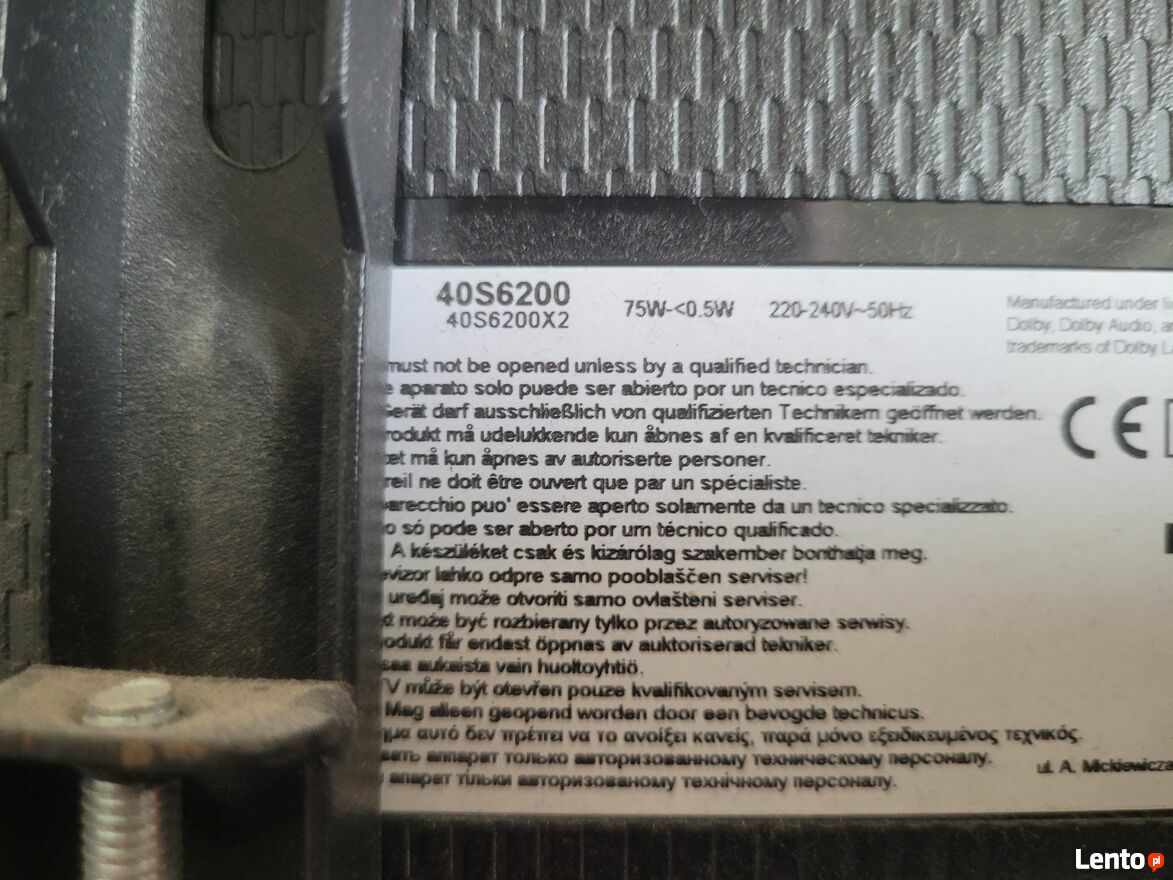 40S6200
40S6200X2
75W-<0.5W
220-240V~50Hz
Manufactured under
Dolby, Dolby Audio,
trademarks of Dolby
must not be opened unless by a qualified technician.
aparato solo puede ser abierto por un tecnico especializado.
Gerät darf ausschließlich von qualifizierten Technikern geöffnet werden.
rodukt må udelukkende kun åbnes af en kvalificeret tekniker.
et må kun åpnes av autoriserte personer.
reil ne doit être ouvert que par un spécialiste.
arecchio puo' essere aperto solamente da un tecnico specializzato.
o só pode ser aberto por um técnico qualificado.
A készüléket csak és kizárólag szakember bonthatja meg.
vizor lahko odpre samo pooblaščen serviser!
uređaj može otvoriti samo ovlašteni serviser.
może być rozbierany tylko przez autoryzowane serwisy.
odukt får endast öppnas av auktoriserad tekniker.
aukaista vain huoltoyhtiö.
TV může být otevřen pouze kvalifikovaným servisem.
Mag alleen geopend worden door een bevogde technicus.
ημα αυτό δεν πρέπει να το ανοίξει κανείς, παρά μόνο εξειδικευμένος τεχνικός.
вать аппарат только авторизованному техническому персоналу.
апарат тільки авторизованому технічному персоналу.
CE
ul. A. Mickiewicza
Lento pl